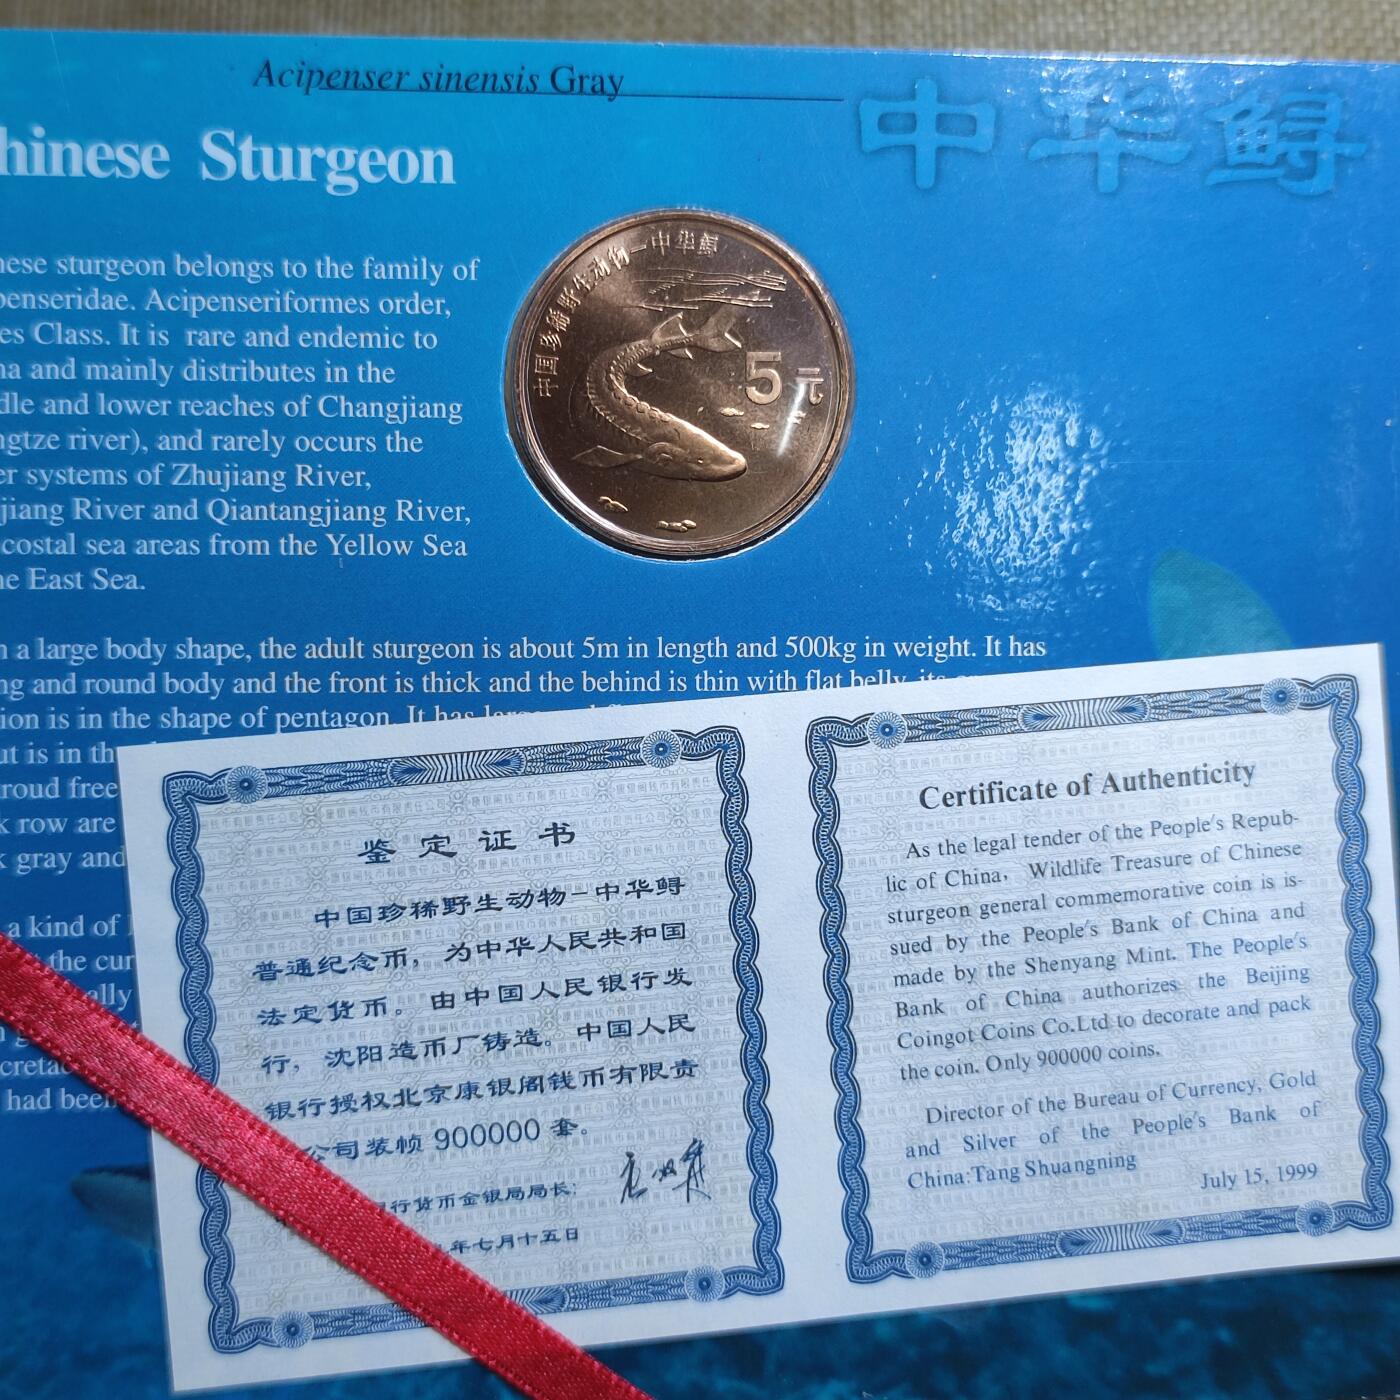 Acipenser sinensis Gray
中华鲟
hinese Sturgeon
中国珍稀野生动物—中华鲟
5元
nese sturgeon belongs to the family of
penseridae. Acipenseriformes order,
es Class. It is rare and endemic to
na and mainly distributes in the
dle and lower reaches of Changjiang
ngtze river), and rarely occurs the
er systems of Zhujiang River,
jiang River and Qiantangjiang River,
costal sea areas from the Yellow Sea
he East Sea.
n a large body shape, the adult sturgeon is about 5m in length and 500kg in weight. It has
ng and round body and the front is thick and the behind is thin with flat belly, its
ion is in the shape of pentagon. It has
ut is in th
roud free
k row are
k gray and
a kind of
the cur
ally
cretac
had been
鉴定证书
中国珍稀野生动物-中华鲟
普通纪念币，为中华人民共和国
法定货币。由中国人民银行发
行，沈阳造币厂铸造。中国人民
银行授权北京康银阁钱币有限责
公司装帧 900000 套。
行货币金银局局长：
年七月十五日
Certificate of Authenticity
As the legal tender of the People's Repub-
lic of China, Wildlife Treasure of Chinese
sturgeon general commemorative coin is is-
sued by the People's Bank of China and
made by the Shenyang Mint. The People's
Bank of China authorizes the Beijing
Coingot Coins Co.Ltd to decorate and pack
the coin. Only 900000 coins.
Director of the Bureau of Currency, Gold
and Silver of the People's Bank of
China:Tang Shuangning
July 15, 1999